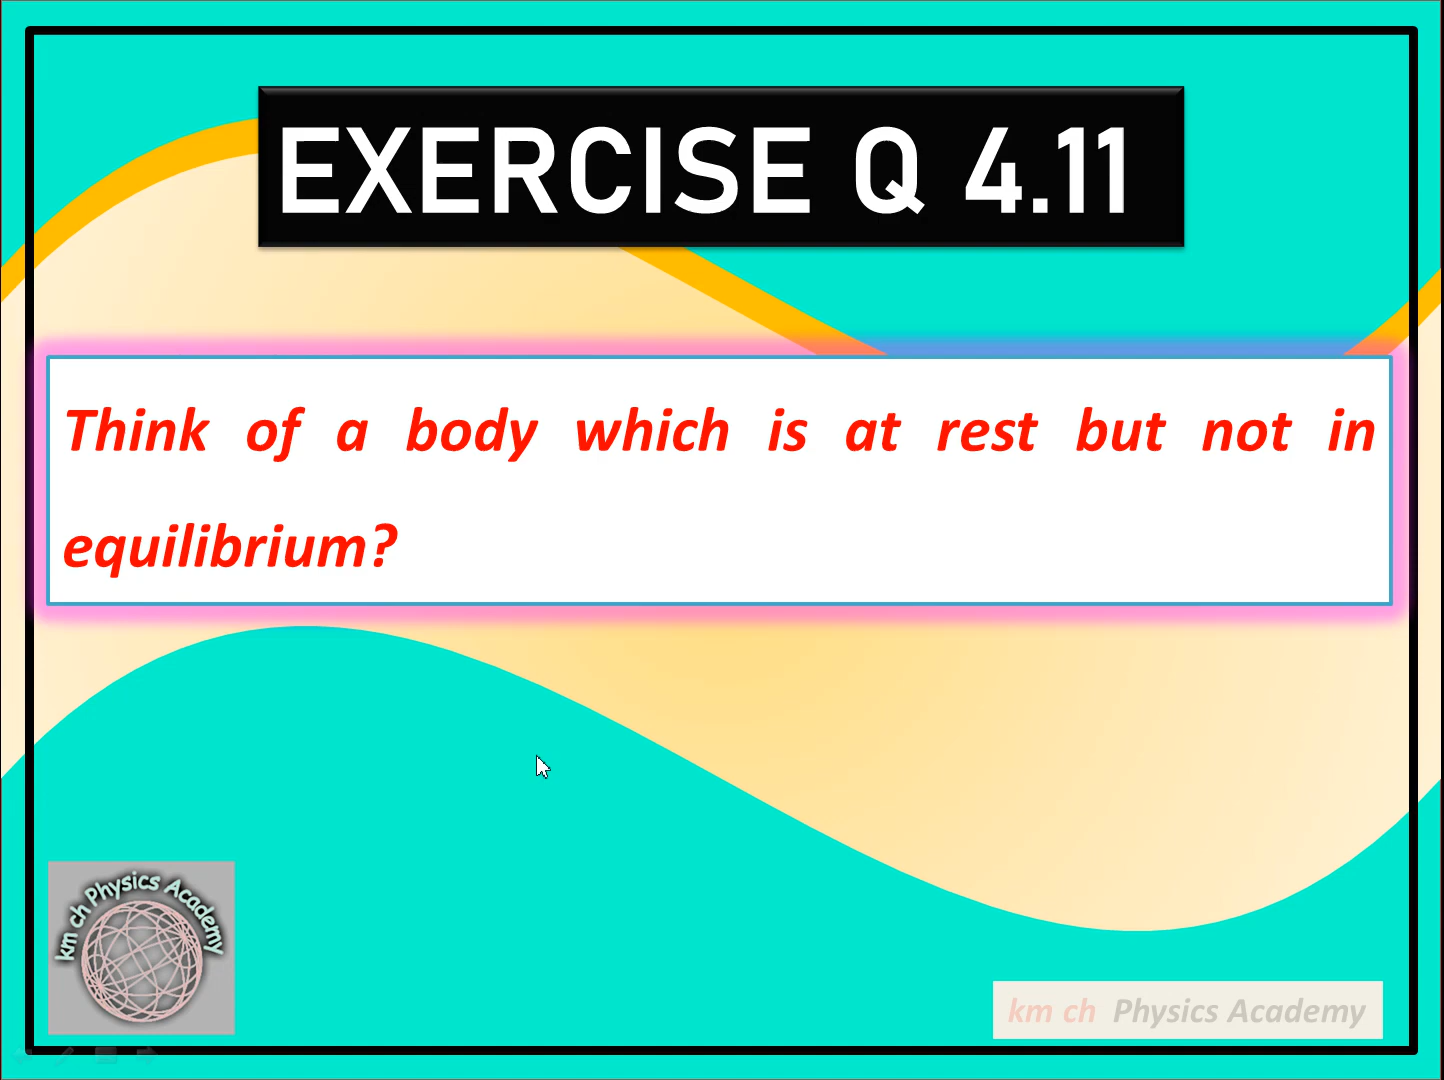 EXERCISE Q 4.11
Think of a body which is at rest but not in
equilibrium?
km ch Physics Academy
km ch Physics Academy